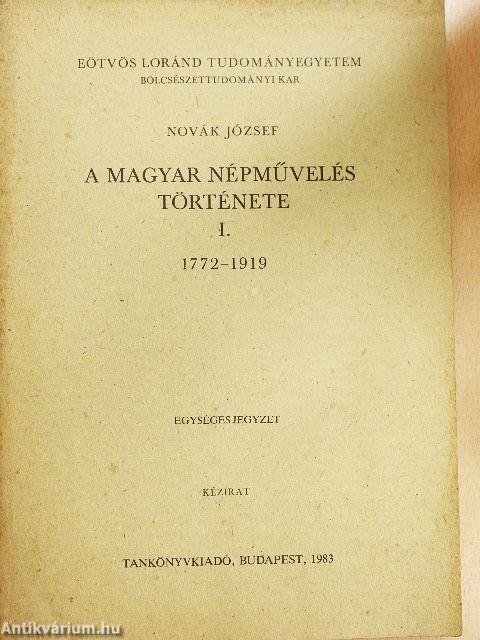 EÖTVÖS LORÁND TUDOMÁNYEGYETEM
BÖLCSÉSZETTUDOMÁNYI KAR
NOVÁK JÓZSEF
A MAGYAR NÉPMŰVELÉS
TÖRTÉNETE
I.
1772–1919
EGYSÉGES JEGYZET
KÉZIRAT
TANKÖNYVKIADÓ, BUDAPEST, 1983
Antikvárium.hu